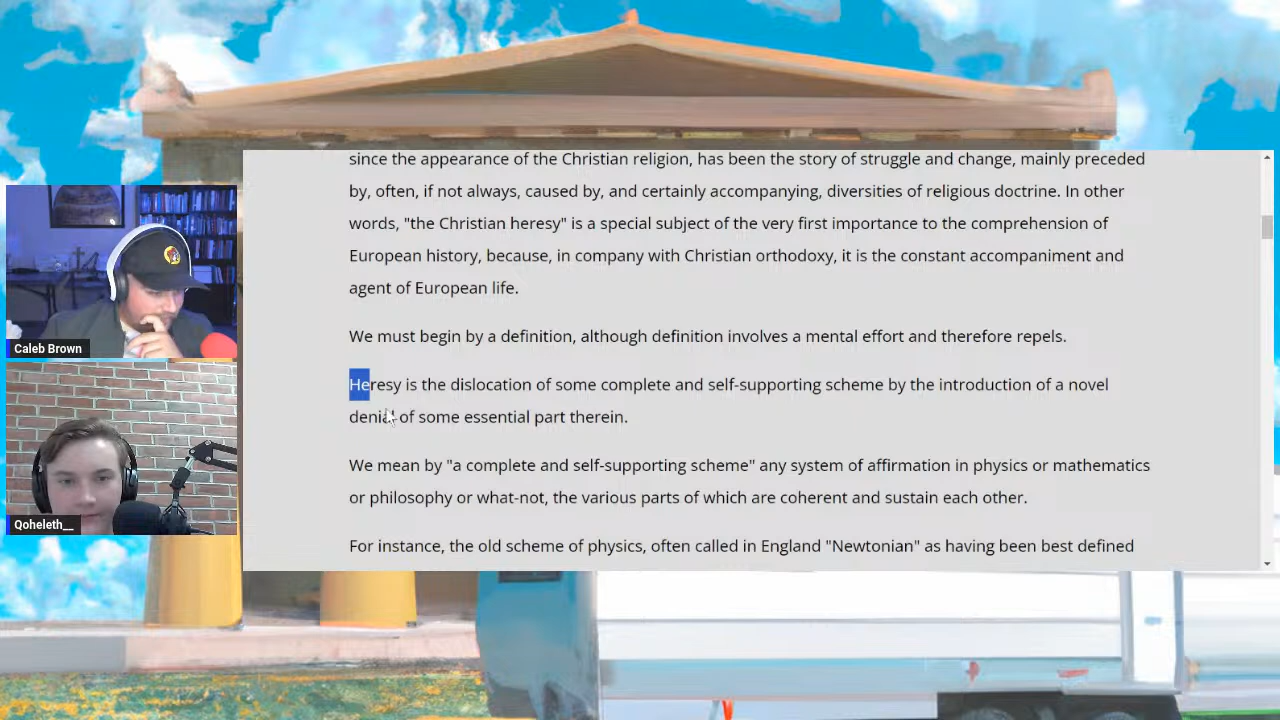 since the appearance of the Christian religion, has been the story of struggle and change, mainly preceded
by, often, if not always, caused by, and certainly accompanying, diversities of religious doctrine. In other
words, "the Christian heresy" is a special subject of the very first importance to the comprehension of
European history, because, in company with Christian orthodoxy, it is the constant accompaniment and
agent of European life.
We must begin by a definition, although definition involves a mental effort and therefore repels.
Heresy is the dislocation of some complete and self-supporting scheme by the introduction of a novel
denial of some essential part therein.
We mean by "a complete and self-supporting scheme" any system of affirmation in physics or mathematics
or philosophy or what-not, the various parts of which are coherent and sustain each other.
For instance, the old scheme of physics, often called in England "Newtonian" as having been best defined
Caleb Brown
Qoheleth__